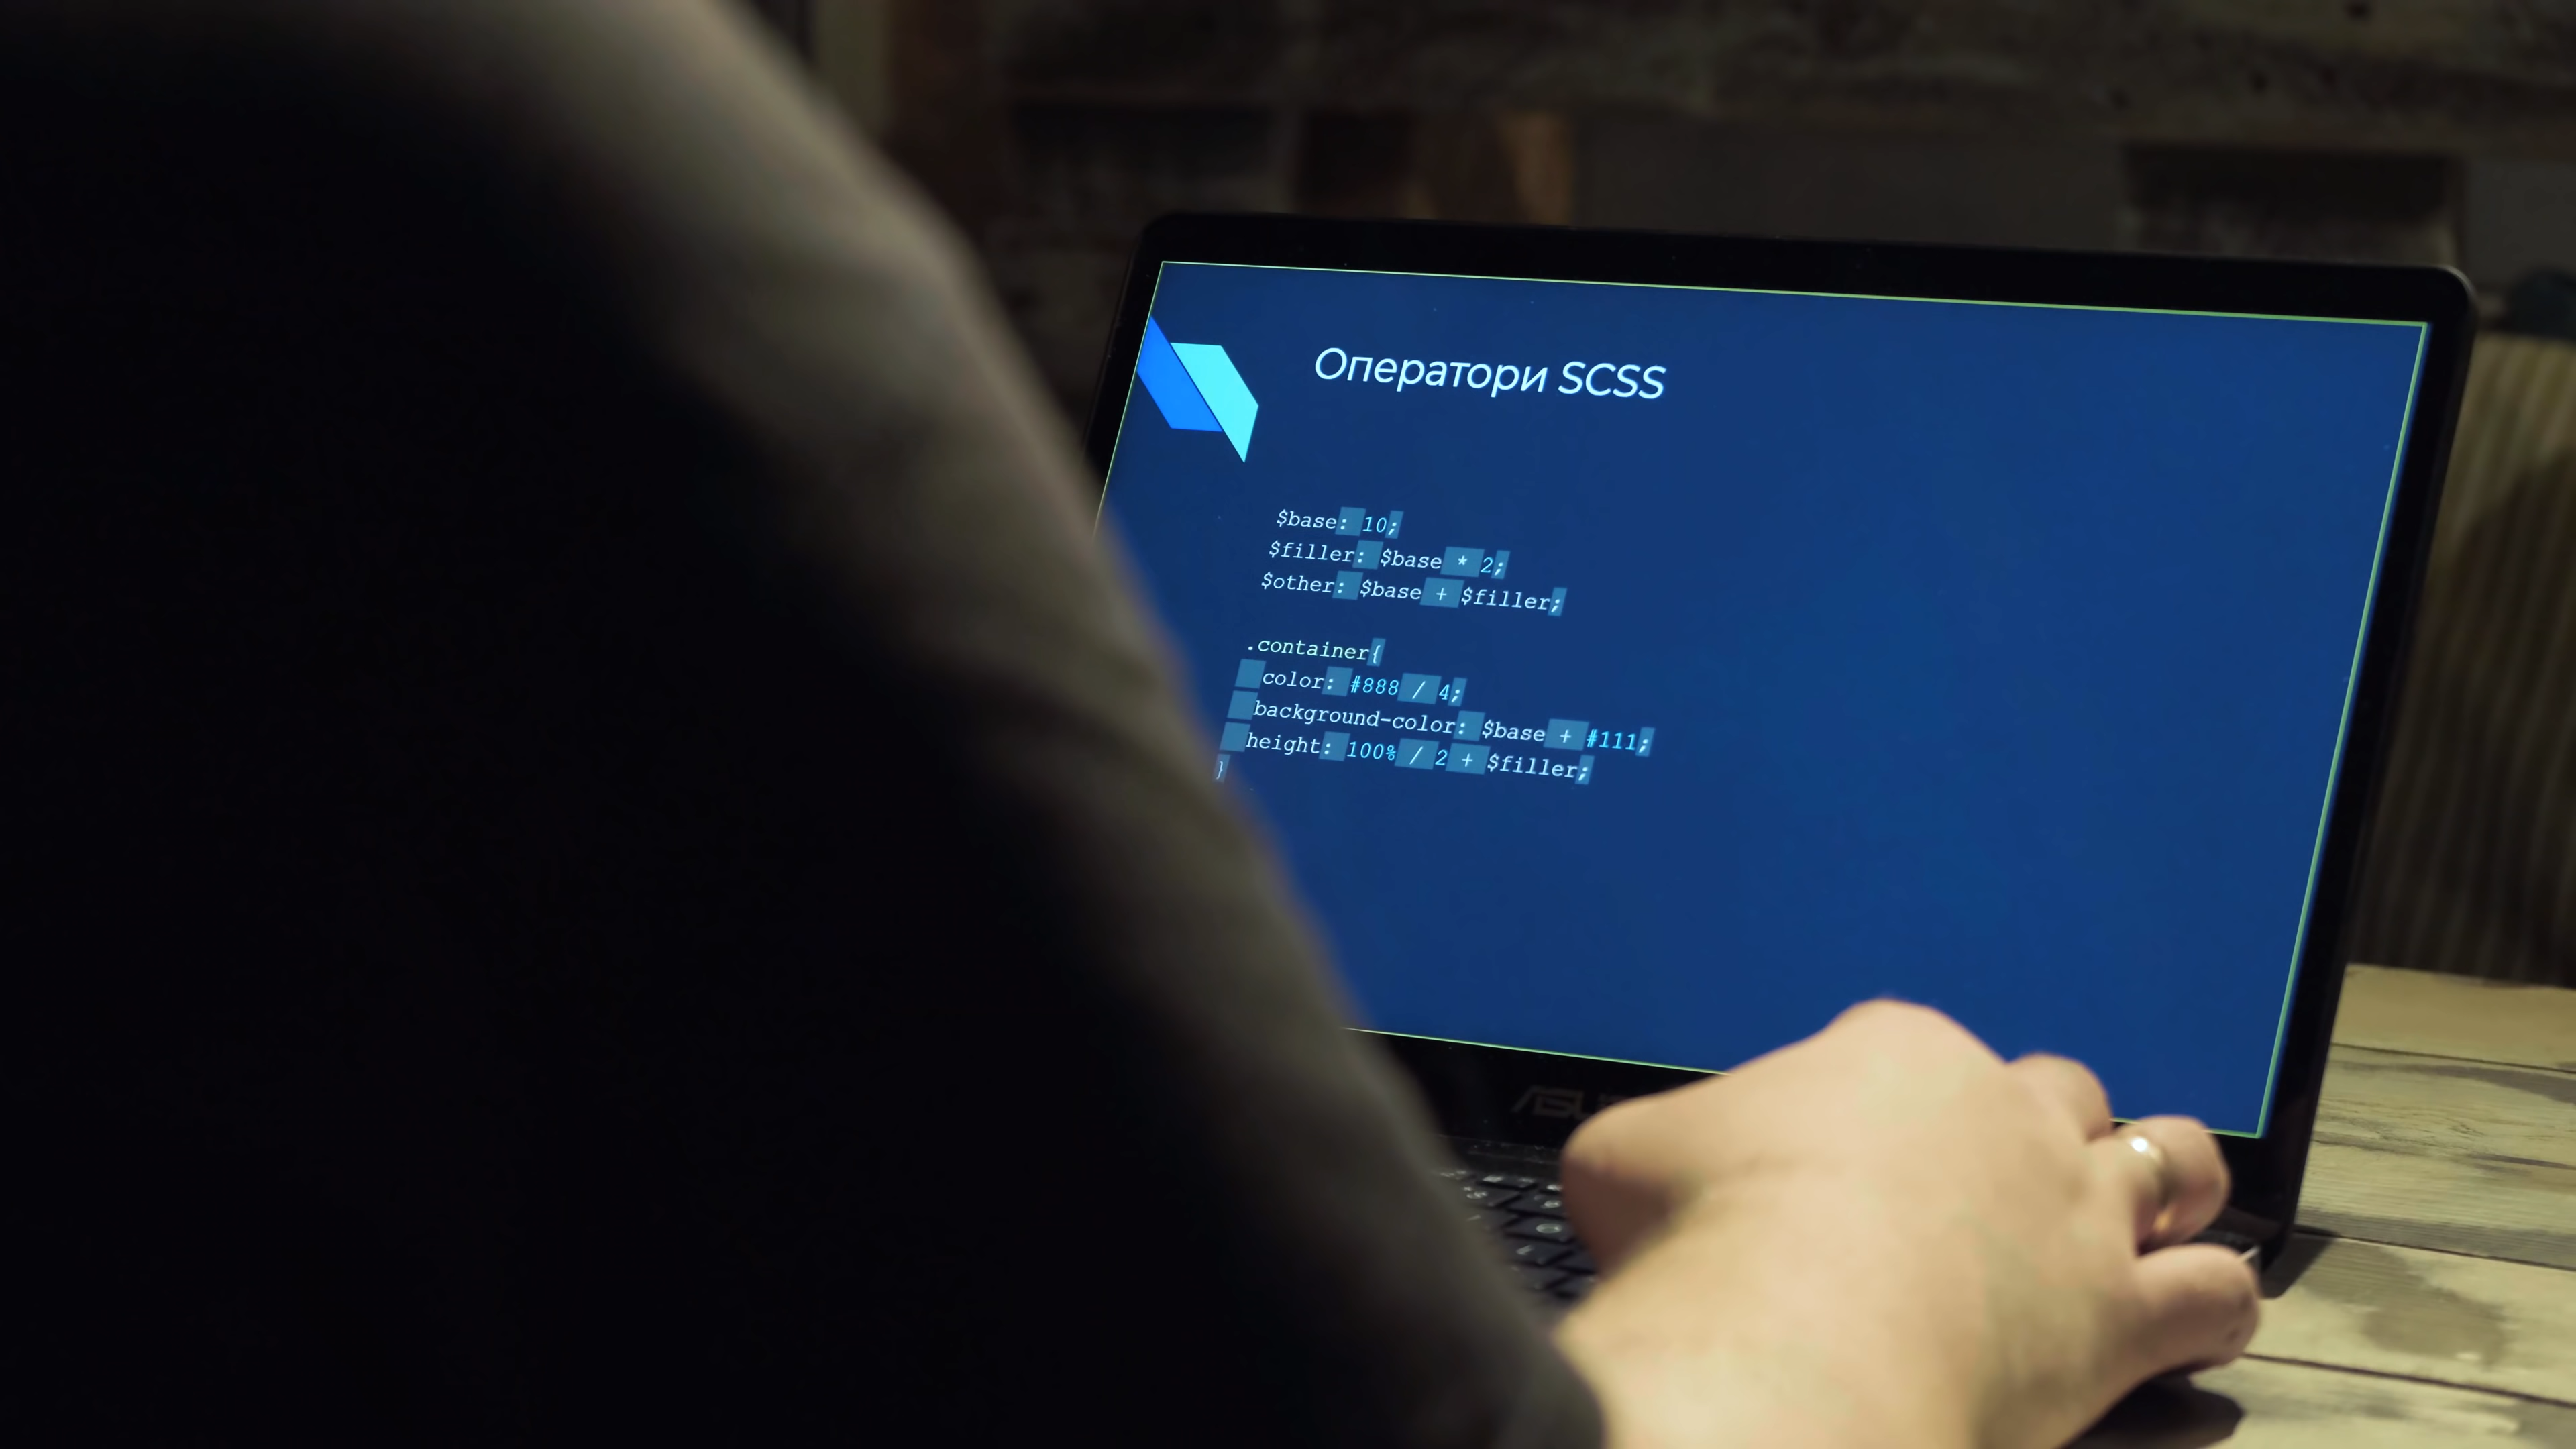 Оператори SCSS
$base: 10;
$filler: $base * 2;
$other: $base + $filler;
.container{
color: #888 / 4;
background-color: $base + #111;
height: 100% / 2 + $filler;
}